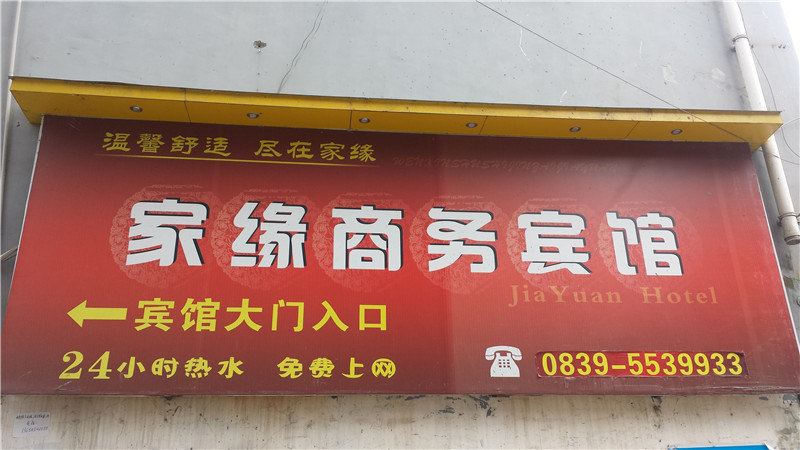 温馨舒适 尽在家缘
家缘商务宾馆
JiaYuan Hotel
←宾馆大门入口
24小时热水 免费上网
0839-5539933